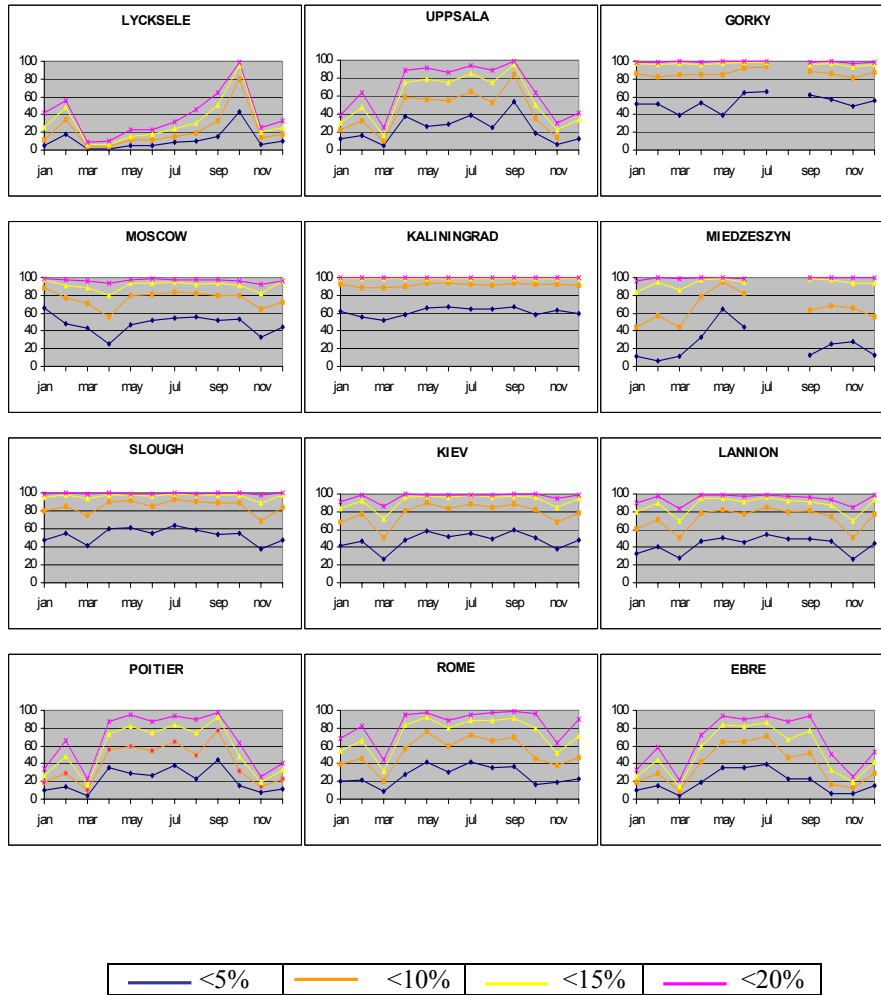 LYCKSELE
100
80
60
40
20
0
jan mar may jul sep nov
UPPSALA
100
80
60
40
20
0
jan mar may jul sep nov
GORKY
100
80
60
40
20
0
jan mar may jul sep nov
MOSCOW
100
80
60
40
20
0
jan mar may jul sep nov
KALININGRAD
100
80
60
40
20
0
jan mar may jul sep nov
MIEDZESZYN
100
80
60
40
20
0
jan mar may jul sep nov
SLOUGH
100
80
60
40
20
0
jan mar may jul sep nov
KIEV
100
80
60
40
20
0
jan mar may jul sep nov
LANNION
100
80
60
40
20
0
jan mar may jul sep nov
POITIER
100
80
60
40
20
0
jan mar may jul sep nov
ROME
100
80
60
40
20
0
jan mar may jul sep nov
EBRE
100
80
60
40
20
0
jan mar may jul sep nov
<5% <10% <15% <20%